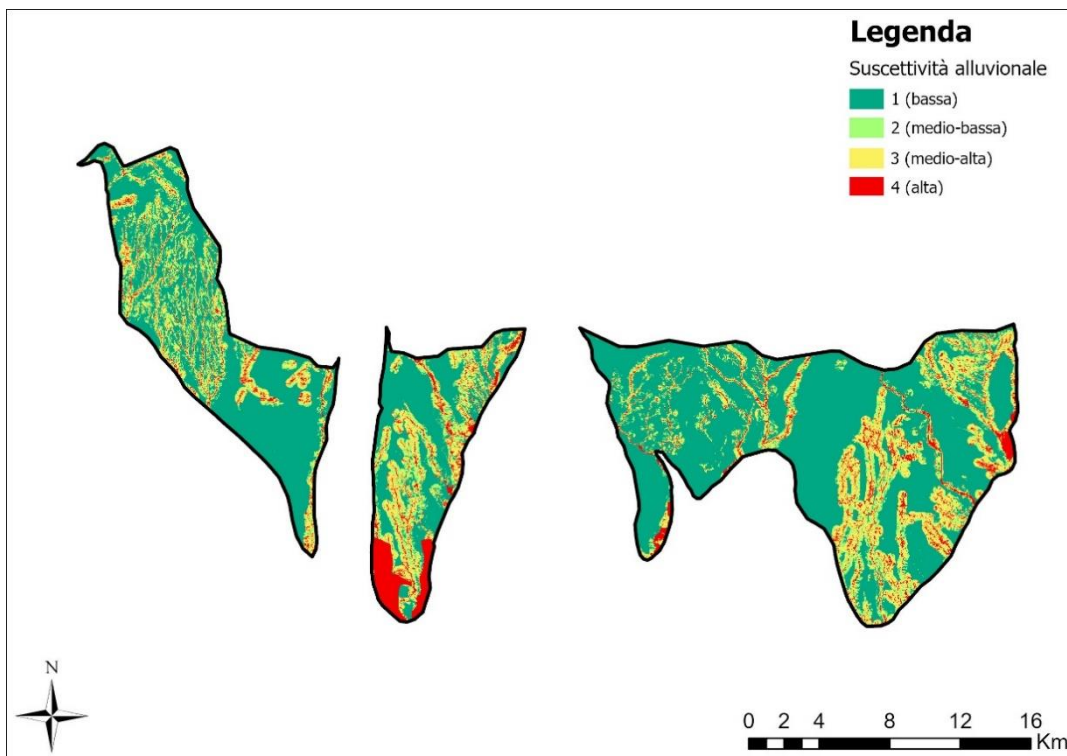 Legenda
Suscettività alluvionale
1 (bassa)
2 (medio-bassa)
3 (medio-alta)
4 (alta)
N
0 2 4 8 12 16
Km